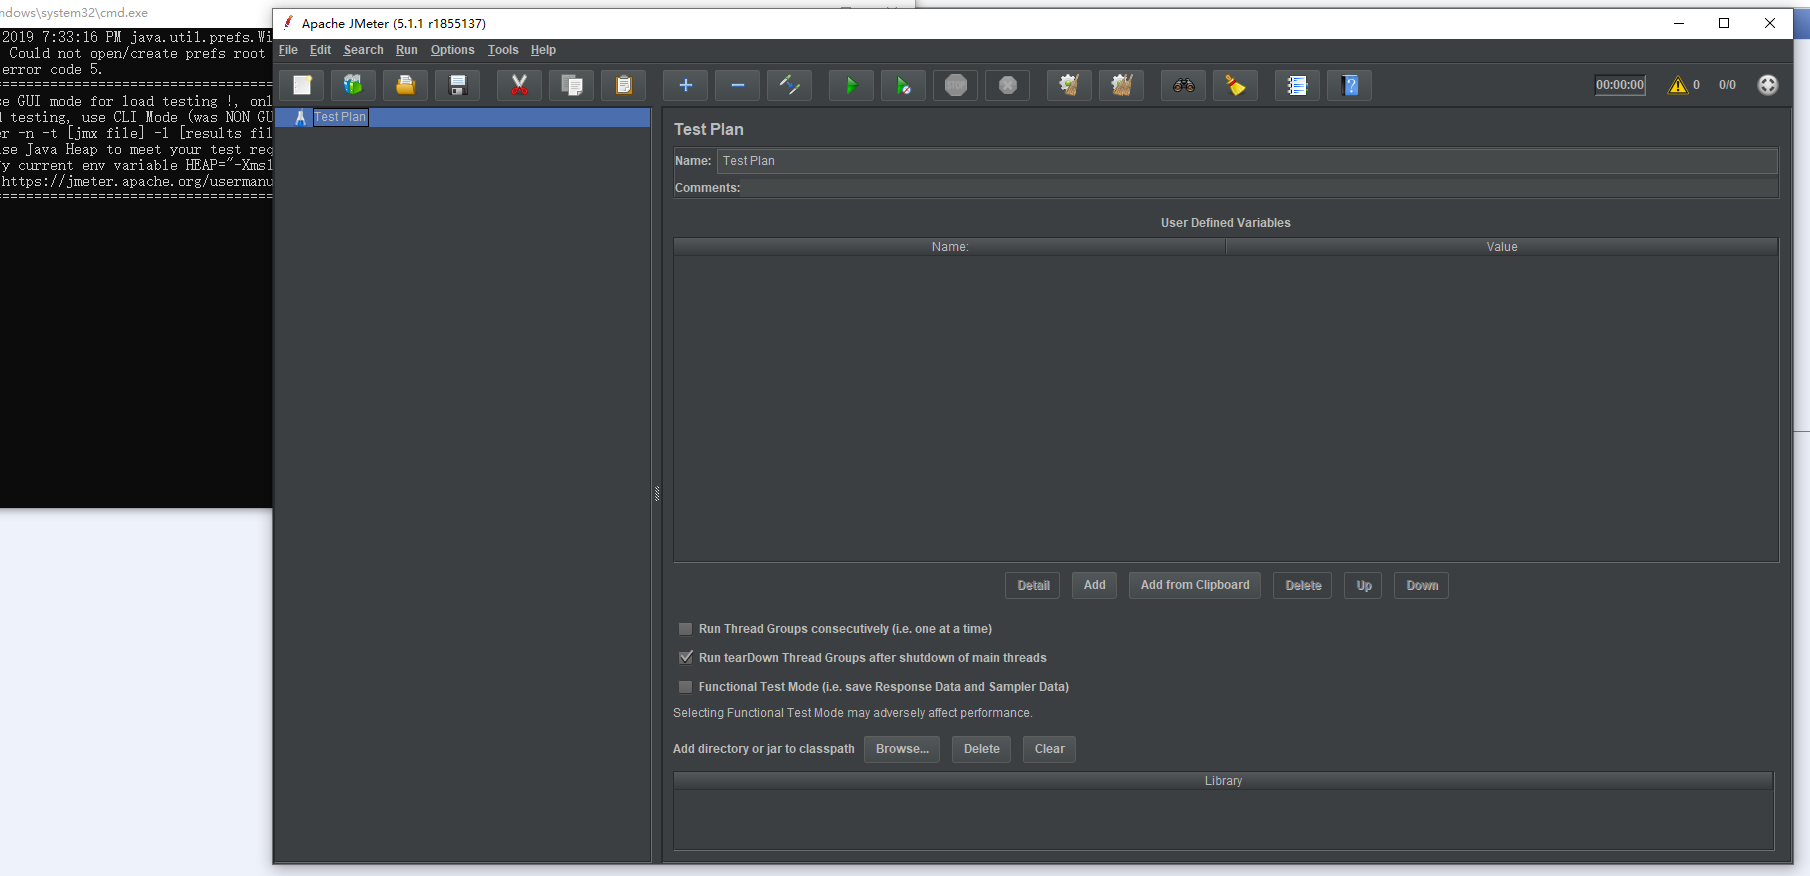 ndows\system32\cmd.exe
2019 7:33:16 PM java.util.prefs.Wi
Could not open/create prefs root
error code 5.
================================
se GUI mode for load testing !, onl
d testing, use CLI Mode (was NON GU
er -n -t [jmx file] -l [results fil
use Java Heap to meet your test req
fy current env variable HEAP="-Xms1
https://jmeter.apache.org/usermanu
================================
Apache JMeter (5.1.1 r1855137)
File Edit Search Run Options Tools Help
STOP
00:00:00 0 0/0
Test Plan
Test Plan
Name: Test Plan
Comments:
User Defined Variables
Name: Value
Detail Add Add from Clipboard Delete Up Down
Run Thread Groups consecutively (i.e. one at a time)
Run tearDown Thread Groups after shutdown of main threads
Functional Test Mode (i.e. save Response Data and Sampler Data)
Selecting Functional Test Mode may adversely affect performance.
Add directory or jar to classpath Browse... Delete Clear
Library